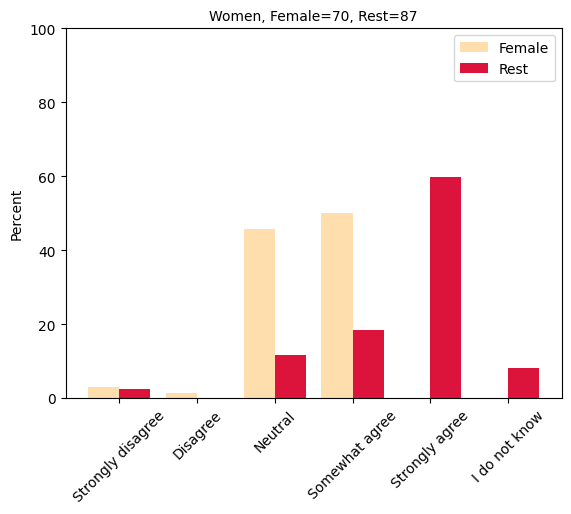 Women, Female=70, Rest=87
100
80
60
40
20
0
Percent
Female
Rest
Strongly disagree
Disagree
Neutral
Somewhat agree
Strongly agree
I do not know